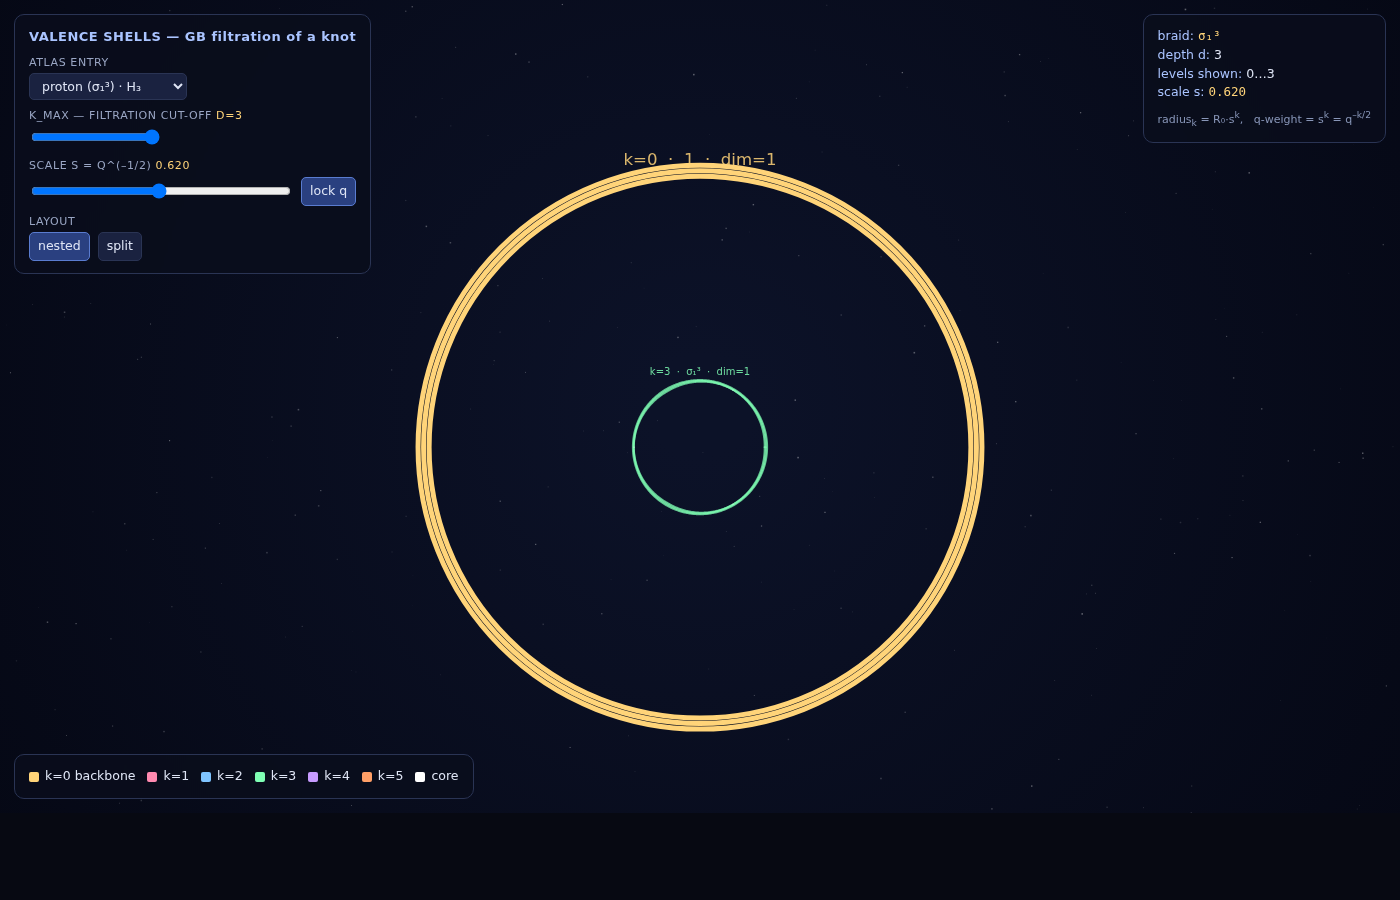 VALENCE SHELLS — GB filtration of a knot
ATLAS ENTRY
proton (σ₁³) · H₃
K_MAX — FILTRATION CUT-OFF D=3
SCALE S = Q^(–1/2) 0.620
lock q
LAYOUT
nested split
braid: σ₁³
depth d: 3
levels shown: 0…3
scale s: 0.620
radiusₖ = R₀·sᵏ, q-weight = sᵏ = q⁻ᵏ/²
k=0 · 1 · dim=1
k=3 · σ₁³ · dim=1
k=0 backbone k=1 k=2 k=3 k=4 k=5 core